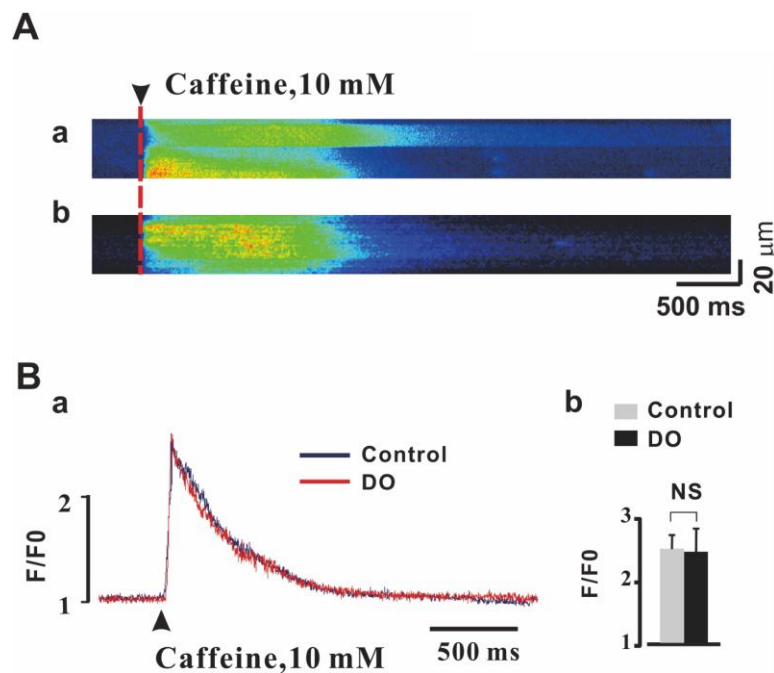 A
Caffeine,10 mM
a
b
20 µm
500 ms
B
a
b
Control
DO
Control
DO
NS
2
1
F/F0
3
2
1
F/F0
Caffeine,10 mM
500 ms